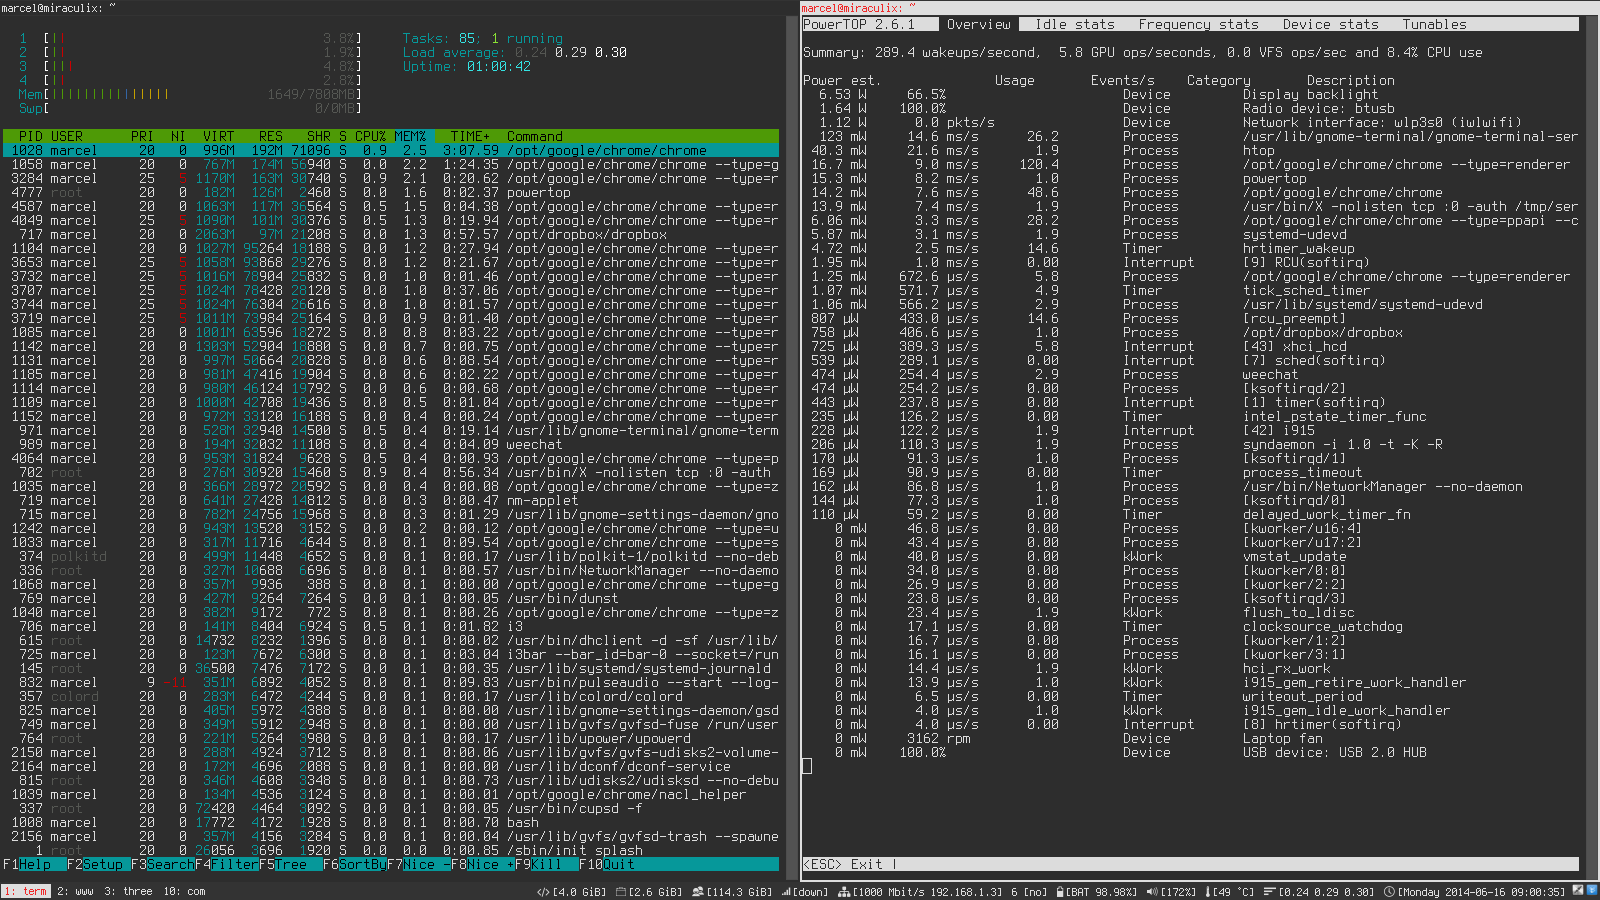 marcel@miraculix: ~
1 [|| 3.8%]
2 [|| 1.9%]
3 [||| 4.8%]
4 [|| 2.8%]
Mem[||||||||||||||| 1649/7808MB]
Swp[ 0/0MB]
Tasks: 85; 1 running
Load average: 0.24 0.29 0.30
Uptime: 01:00:42
PID USER PRI NI VIRT RES SHR S CPU% MEM% TIME+ Command
1028 marcel 20 0 996M 192M 71096 S 0.9 2.5 3:07.59 /opt/google/chrome/chrome
1058 marcel 20 0 767M 174M 56940 S 0.0 2.2 1:24.35 /opt/google/chrome/chrome --type=g
3284 marcel 25 5 1170M 163M 30740 S 0.9 2.1 0:20.62 /opt/google/chrome/chrome --type=r
4777 root 20 0 182M 126M 2460 S 0.0 1.6 0:02.37 powertop
4587 marcel 20 0 1063M 117M 36564 S 0.5 1.5 0:04.38 /opt/google/chrome/chrome --type=r
4049 marcel 25 5 1090M 101M 30376 S 0.5 1.3 0:19.94 /opt/google/chrome/chrome --type=r
717 marcel 20 0 2063M 97M 21208 S 0.0 1.3 0:57.57 /opt/dropbox/dropbox
1104 marcel 20 0 1027M 95264 18188 S 0.0 1.2 0:27.94 /opt/google/chrome/chrome --type=r
3653 marcel 25 5 1058M 93868 29276 S 0.0 1.2 0:21.67 /opt/google/chrome/chrome --type=r
3732 marcel 25 5 1016M 78904 25832 S 0.0 1.0 0:01.46 /opt/google/chrome/chrome --type=r
3707 marcel 25 5 1024M 78428 28120 S 0.0 1.0 0:37.06 /opt/google/chrome/chrome --type=r
3744 marcel 25 5 1024M 76304 26616 S 0.0 1.0 0:01.57 /opt/google/chrome/chrome --type=r
3719 marcel 25 5 1011M 73984 25164 S 0.0 0.9 0:01.40 /opt/google/chrome/chrome --type=r
1085 marcel 20 0 1001M 63596 18272 S 0.0 0.8 0:03.22 /opt/google/chrome/chrome --type=r
1142 marcel 20 0 1303M 52904 18880 S 0.0 0.7 0:00.75 /opt/google/chrome/chrome --type=r
1131 marcel 20 0 997M 50664 20828 S 0.0 0.6 0:08.54 /opt/google/chrome/chrome --type=r
1185 marcel 20 0 981M 47416 19904 S 0.0 0.6 0:02.22 /opt/google/chrome/chrome --type=r
1114 marcel 20 0 980M 46124 19792 S 0.0 0.6 0:00.68 /opt/google/chrome/chrome --type=r
1109 marcel 20 0 1000M 42708 19436 S 0.0 0.5 0:01.04 /opt/google/chrome/chrome --type=r
1152 marcel 20 0 972M 33120 16188 S 0.0 0.4 0:00.24 /opt/google/chrome/chrome --type=r
971 marcel 20 0 528M 32940 14500 S 0.5 0.4 0:19.14 /usr/lib/gnome-terminal/gnome-term
989 marcel 20 0 194M 32032 11108 S 0.0 0.4 0:04.09 weechat
4064 marcel 20 0 953M 31824 9628 S 0.5 0.4 0:00.93 /opt/google/chrome/chrome --type=p
702 root 20 0 276M 30920 15460 S 0.9 0.4 0:56.34 /usr/bin/X -nolisten tcp :0 -auth
1035 marcel 20 0 366M 28972 20592 S 0.0 0.4 0:00.08 /opt/google/chrome/chrome --type=z
719 marcel 20 0 641M 27428 14812 S 0.0 0.3 0:00.47 nm-applet
715 marcel 20 0 782M 24756 15968 S 0.0 0.3 0:01.29 /usr/lib/gnome-settings-daemon/gno
1242 marcel 20 0 943M 13520 3152 S 0.0 0.2 0:00.12 /opt/google/chrome/chrome --type=u
1033 marcel 20 0 317M 11716 4644 S 0.0 0.1 0:09.54 /opt/google/chrome/chrome --type=s
374 polkitd 20 0 499M 11448 4652 S 0.0 0.1 0:00.17 /usr/lib/polkit-1/polkitd --no-deb
336 root 20 0 327M 10688 6696 S 0.0 0.1 0:00.57 /usr/bin/NetworkManager --no-daemo
1068 marcel 20 0 357M 9936 388 S 0.0 0.1 0:00.00 /opt/google/chrome/chrome --type=g
769 marcel 20 0 427M 9264 7264 S 0.0 0.1 0:00.05 /usr/bin/dunst
1040 marcel 20 0 382M 9172 772 S 0.0 0.1 0:00.26 /opt/google/chrome/chrome --type=z
706 marcel 20 0 141M 8404 6924 S 0.5 0.1 0:01.82 i3
615 root 20 0 14732 8232 1396 S 0.0 0.1 0:00.02 /usr/bin/dhclient -d -sf /usr/lib/
725 marcel 20 0 123M 7672 6300 S 0.0 0.1 0:03.04 i3bar --bar_id=bar-0 --socket=/run
145 root 20 0 36500 7476 7172 S 0.0 0.1 0:00.35 /usr/lib/systemd/systemd-journald
832 marcel 9 -11 351M 6892 4052 S 0.0 0.1 0:09.83 /usr/bin/pulseaudio --start --log-
357 colord 20 0 283M 6472 4244 S 0.0 0.1 0:00.17 /usr/lib/colord/colord
825 marcel 20 0 405M 5972 4388 S 0.0 0.1 0:00.00 /usr/lib/gnome-settings-daemon/gsd
749 marcel 20 0 349M 5912 2948 S 0.0 0.1 0:00.00 /usr/lib/gvfs/gvfsd-fuse /run/user
764 root 20 0 221M 5264 3980 S 0.0 0.1 0:00.17 /usr/lib/upower/upowerd
2150 marcel 20 0 288M 4924 3712 S 0.0 0.1 0:00.06 /usr/lib/gvfs/gvfs-udisks2-volume-
2164 marcel 20 0 172M 4696 2088 S 0.0 0.1 0:00.00 /usr/lib/dconf/dconf-service
815 root 20 0 346M 4608 3348 S 0.0 0.1 0:00.73 /usr/lib/udisks2/udisksd --no-debu
1039 marcel 20 0 134M 4536 3124 S 0.0 0.1 0:00.01 /opt/google/chrome/nacl_helper
337 root 20 0 72420 4464 3092 S 0.0 0.1 0:00.05 /usr/bin/cupsd -f
1008 marcel 20 0 17772 4172 1928 S 0.0 0.1 0:00.70 bash
2156 marcel 20 0 357M 4156 3284 S 0.0 0.1 0:00.01 /usr/lib/gvfs/gvfsd-trash --spawne
1 root 20 0 26056 3696 1920 S 0.0 0.0 0:00.85 /sbin/init splash
F1Help F2Setup F3SearchF4FilterF5Tree F6SortByF7Nice -F8Nice +F9Kill F10Quit
marcel@miraculix: ~
PowerTOP 2.6.1 Overview Idle stats Frequency stats Device stats Tunables
Summary: 289.4 wakeups/second, 5.8 GPU ops/seconds, 0.0 VFS ops/sec and 8.4% CPU use
Power est. Usage Events/s Category Description
6.53 W 66.5% Device Display backlight
1.64 W 100.0% Device Radio device: btusb
1.12 W 0.0 pkts/s Device Network interface: wlp3s0 (iwlwifi)
123 mW 14.6 ms/s 26.2 Process /usr/lib/gnome-terminal/gnome-terminal-ser
40.3 mW 21.6 ms/s 1.9 Process htop
16.7 mW 9.0 ms/s 120.4 Process /opt/google/chrome/chrome --type=renderer
15.3 mW 8.2 ms/s 1.0 Process powertop
14.2 mW 7.6 ms/s 48.6 Process /opt/google/chrome/chrome
13.9 mW 7.4 ms/s 1.9 Process /usr/bin/X -nolisten tcp :0 -auth /tmp/ser
6.06 mW 3.3 ms/s 28.2 Process /opt/google/chrome/chrome --type=ppapi --c
5.87 mW 3.1 ms/s 1.9 Process systemd-udevd
4.72 mW 2.5 ms/s 14.6 Timer hrtimer_wakeup
1.95 mW 1.0 ms/s 0.00 Interrupt [9] RCU(softirq)
1.25 mW 672.6 µs/s 5.8 Process /opt/google/chrome/chrome --type=renderer
1.07 mW 571.7 µs/s 4.9 Timer tick_sched_timer
1.06 mW 566.2 µs/s 2.9 Process /usr/lib/systemd/systemd-udevd
807 µW 433.0 µs/s 14.6 Process [rcu_preempt]
758 µW 406.6 µs/s 1.0 Process /opt/dropbox/dropbox
725 µW 389.3 µs/s 5.8 Interrupt [43] xhci_hcd
539 µW 289.1 µs/s 0.00 Interrupt [7] sched(softirq)
474 µW 254.4 µs/s 2.9 Process weechat
474 µW 254.2 µs/s 0.00 Process [ksoftirqd/2]
443 µW 237.8 µs/s 0.00 Interrupt [1] timer(softirq)
235 µW 126.2 µs/s 0.00 Timer intel_pstate_timer_func
228 µW 122.2 µs/s 1.9 Interrupt [42] i915
206 µW 110.3 µs/s 1.9 Process syndaemon -i 1.0 -t -K -R
170 µW 91.3 µs/s 1.0 Process [ksoftirqd/1]
169 µW 90.9 µs/s 0.00 Timer process_timeout
162 µW 86.8 µs/s 1.0 Process /usr/bin/NetworkManager --no-daemon
144 µW 77.3 µs/s 1.0 Process [ksoftirqd/0]
110 µW 59.2 µs/s 0.00 Timer delayed_work_timer_fn
0 mW 46.8 µs/s 0.00 Process [kworker/u16:4]
0 mW 43.4 µs/s 0.00 Process [kworker/u17:2]
0 mW 40.0 µs/s 0.00 kWork vmstat_update
0 mW 34.0 µs/s 0.00 Process [kworker/0:0]
0 mW 26.9 µs/s 0.00 Process [kworker/2:2]
0 mW 23.8 µs/s 0.00 Process [ksoftirqd/3]
0 mW 23.4 µs/s 1.9 kWork flush_to_ldisc
0 mW 17.1 µs/s 0.00 Timer clocksource_watchdog
0 mW 16.7 µs/s 0.00 Process [kworker/1:2]
0 mW 16.1 µs/s 0.00 Process [kworker/3:1]
0 mW 14.4 µs/s 1.9 kWork hci_rx_work
0 mW 13.9 µs/s 1.0 kWork i915_gem_retire_work_handler
0 mW 6.5 µs/s 0.00 Timer writeout_period
0 mW 4.0 µs/s 1.0 kWork i915_gem_idle_work_handler
0 mW 4.0 µs/s 0.00 Interrupt [8] hrtimer(softirq)
0 mW 3162 rpm Device Laptop fan
0 mW 100.0% Device USB device: USB 2.0 HUB
<ESC> Exit |
1: term 2: www 3: three 10: com [4.0 GiB] [2.6 GiB] [114.3 GiB] [down] [1000 Mbit/s 192.168.1.3] 6 [no] [BAT 98.98%] [172%] [49 °C] [0.24 0.29 0.30] [Monday 2014-06-16 09:00:35]